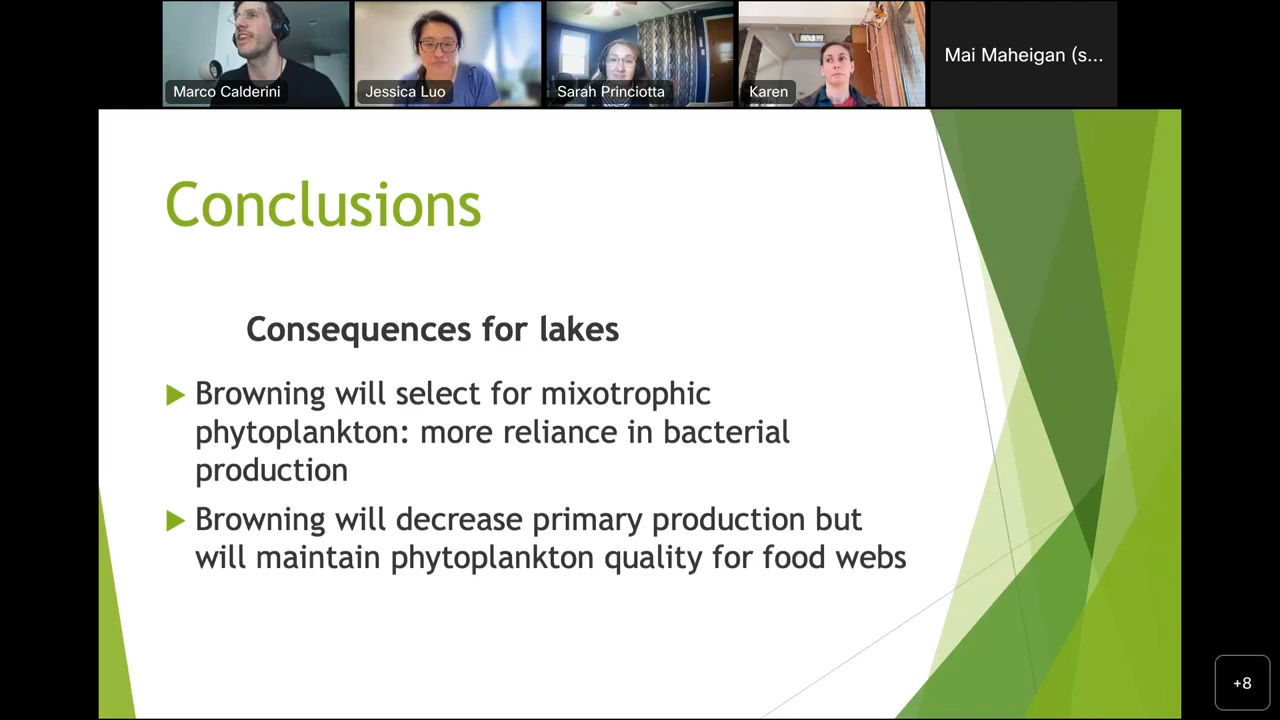 Marco Calderini
Jessica Luo
Sarah Princiotta
Karen
Mai Maheigan (s...
Conclusions
Consequences for lakes
Browning will select for mixotrophic
phytoplankton: more reliance in bacterial
production
Browning will decrease primary production but
will maintain phytoplankton quality for food webs
+8